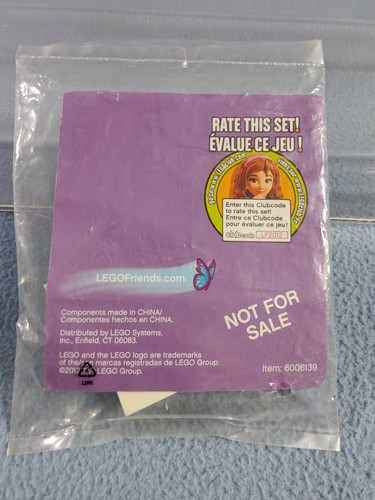 RATE THIS SET!
ÉVALUE CE JEU !
Enter this Clubcode
to rate this set!
Entre ce Clubcode
pour évaluer ce jeu!
LEGOFriends.com
NOT FOR
SALE
Components made in CHINA/
Componentes hechos en CHINA.
Distributed by LEGO Systems,
Inc., Enfield, CT 06083.
LEGO and the LEGO logo are trademarks
of the/son marcas registradas de LEGO Group.
LEGO Group.
LDPE
Item: 6006139